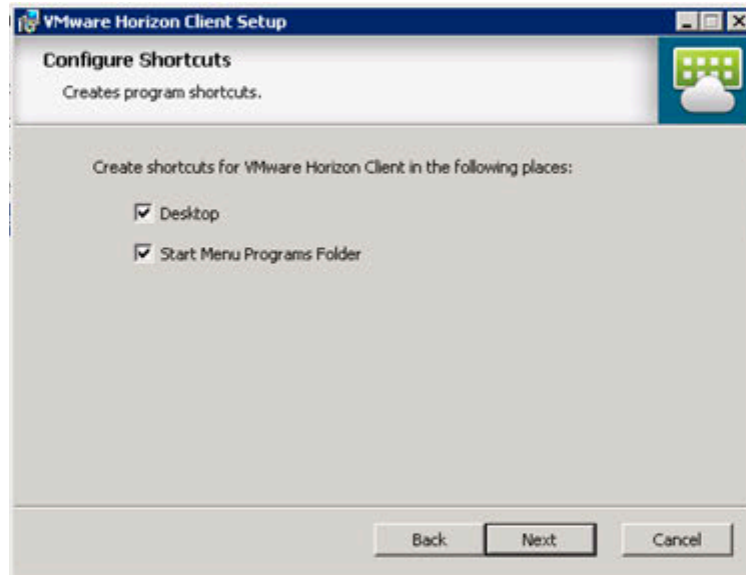 VMware Horizon Client Setup
Configure Shortcuts
Creates program shortcuts.
Create shortcuts for VMware Horizon Client in the following places:
Desktop
Start Menu Programs Folder
Back Next Cancel